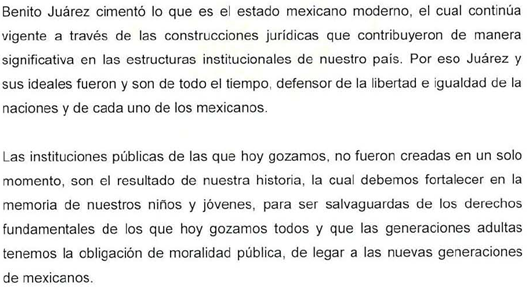 Benito Juárez cimentó lo que es el estado mexicano moderno, el cual continúa
vigente a través de las construcciones jurídicas que contribuyeron de manera
significativa en las estructuras institucionales de nuestro país. Por eso Juárez y
sus ideales fueron y son de todo el tiempo, defensor de la libertad e igualdad de la
naciones y de cada uno de los mexicanos.

Las instituciones públicas de las que hoy gozamos, no fueron creadas en un solo
momento, son el resultado de nuestra historia, la cual debemos fortalecer en la
memoria de nuestros niños y jóvenes, para ser salvaguardas de los derechos
fundamentales de los que hoy gozamos todos y que las generaciones adultas
tenemos la obligación de moralidad pública, de legar a las nuevas generaciones
de mexicanos.